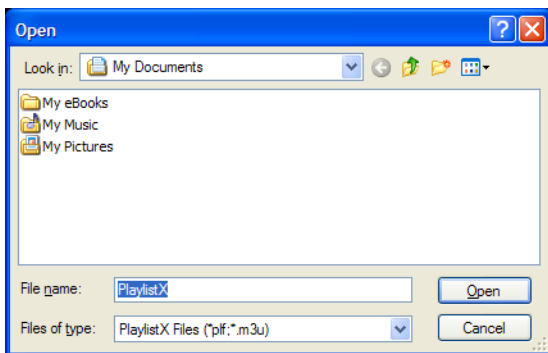 Open
Look in: My Documents
My eBooks
My Music
My Pictures
File name: PlaylistX Open
Files of type: PlaylistX Files (*plf;*.m3u) Cancel